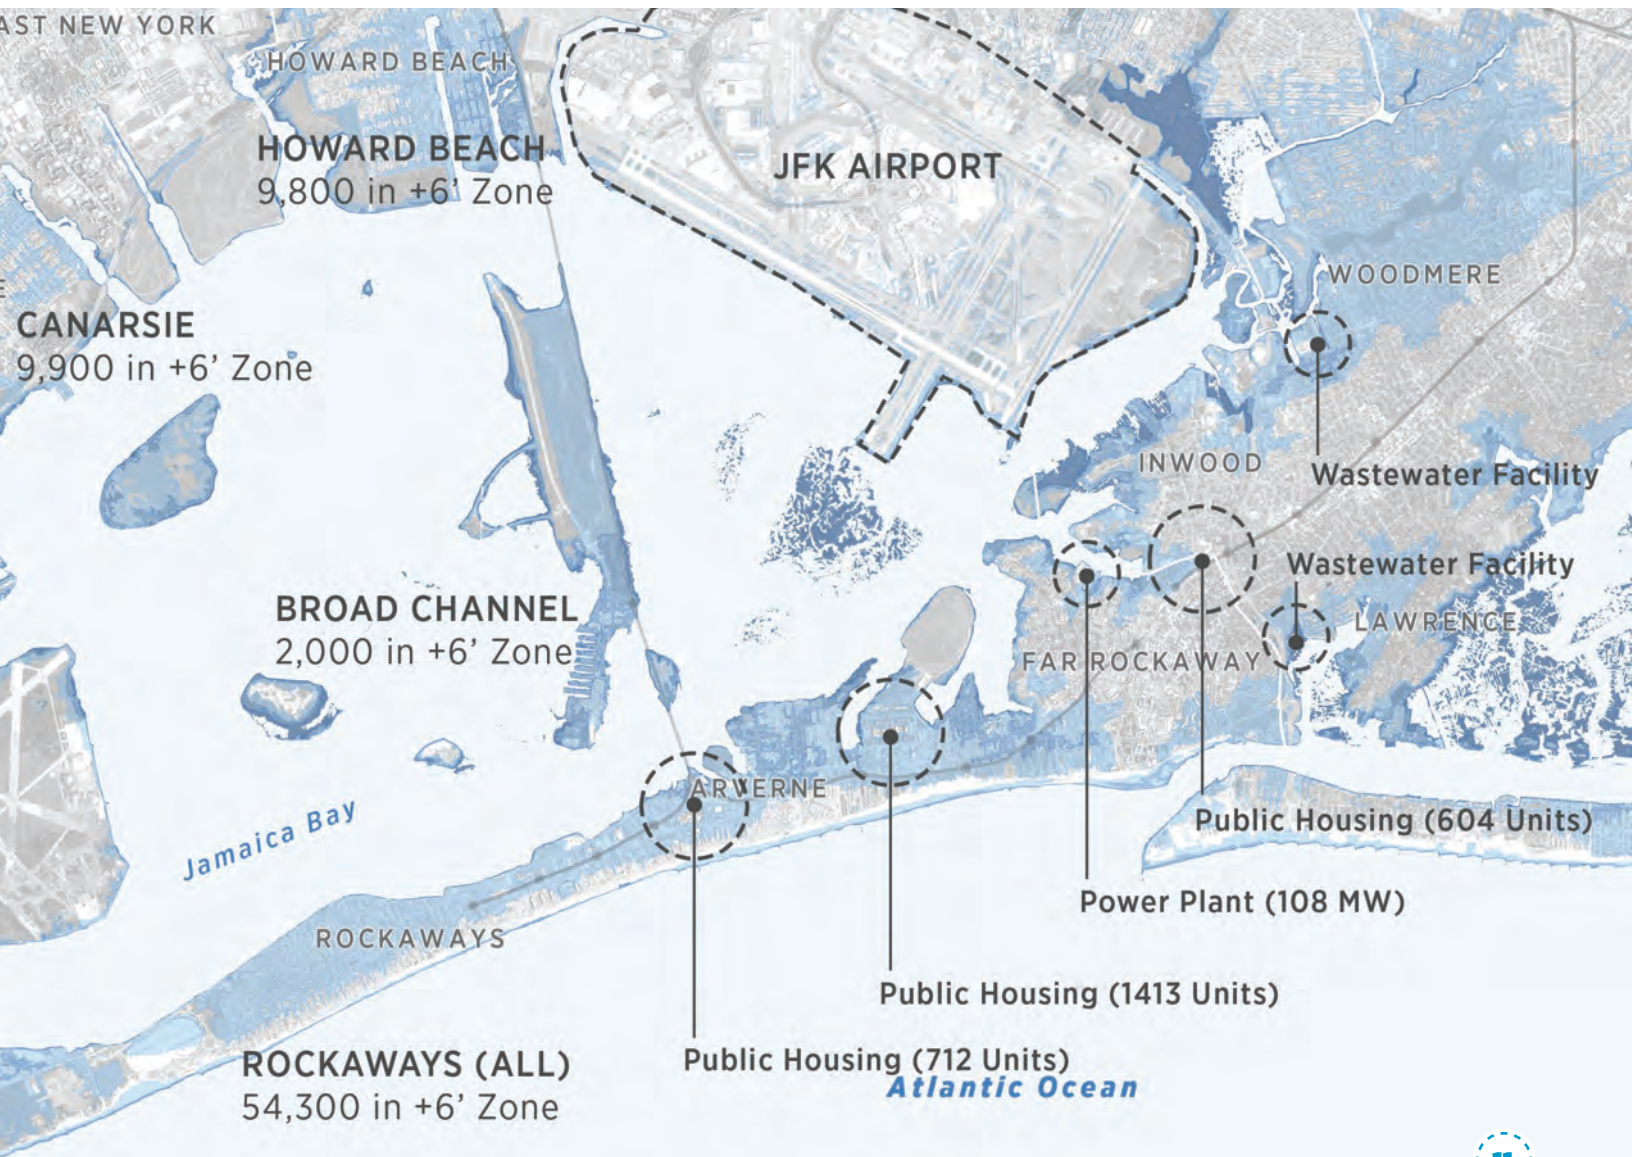 AST NEW YORK
HOWARD BEACH
HOWARD BEACH
9,800 in +6’ Zone
JFK AIRPORT
WOODMERE
CANARSIE
9,900 in +6’ Zone
INWOOD
Wastewater Facility
Wastewater Facility
BROAD CHANNEL
2,000 in +6’ Zone
LAWRENCE
FAR ROCKAWAY
ARVERNE
Jamaica Bay
Public Housing (604 Units)
Power Plant (108 MW)
ROCKAWAYS
Public Housing (1413 Units)
Public Housing (712 Units)
ROCKAWAYS (ALL)
54,300 in +6’ Zone
Atlantic Ocean